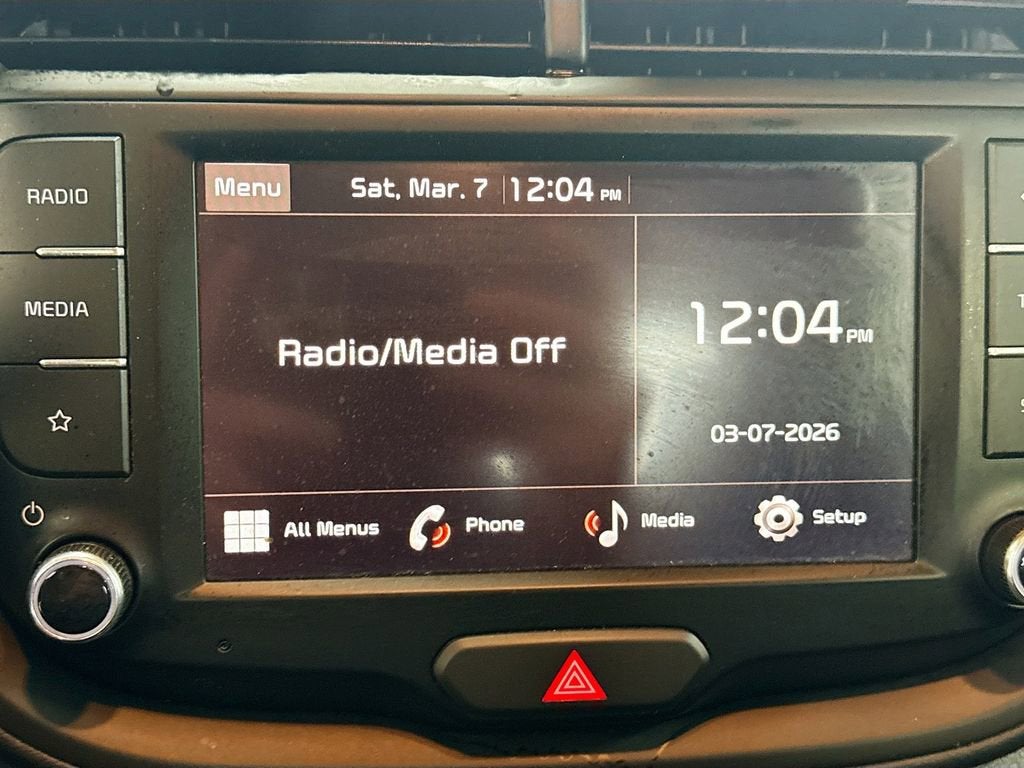 RADIO
MEDIA
Menu
Sat, Mar. 7
12:04 PM
Radio/Media Off
12:04 PM
03-07-2026
All Menus
Phone
Media
Setup